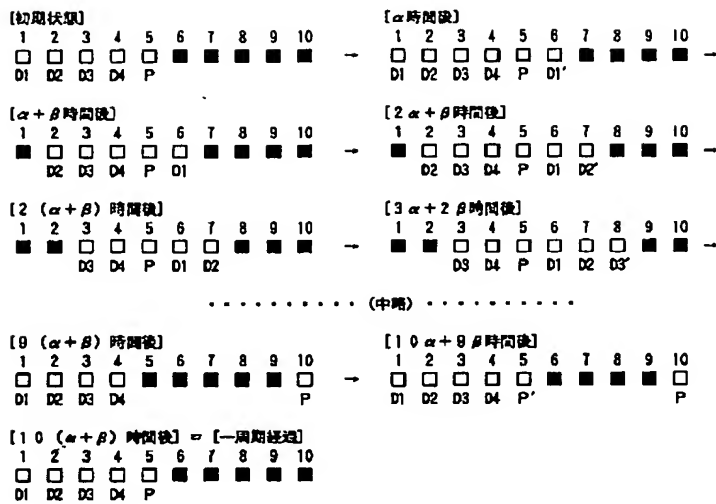 [初期状態]
1 2 3 4 5 6 7 8 9 10
□ □ □ □ □ ■ ■ ■ ■ ■ →
D1 D2 D3 D4 P
[α時間後]
1 2 3 4 5 6 7 8 9 10
□ □ □ □ □ □ ■ ■ ■ ■ →
D1 D2 D3 D4 P D1′
[α+β時間後]
1 2 3 4 5 6 7 8 9 10
■ □ □ □ □ □ ■ ■ ■ ■ →
D2 D3 D4 P D1
[2α+β時間後]
1 2 3 4 5 6 7 8 9 10
■ □ □ □ □ □ □ ■ ■ ■ →
D2 D3 D4 P D1 D2′
[2(α+β)時間後]
1 2 3 4 5 6 7 8 9 10
■ ■ □ □ □ □ □ ■ ■ ■ →
D3 D4 P D1 D2
[3α+2β時間後]
1 2 3 4 5 6 7 8 9 10
■ ■ □ □ □ □ □ □ ■ ■ →
D3 D4 P D1 D2 D3′
・・・・・・・・・・・(中略)・・・・・・・・・・
[9(α+β)時間後]
1 2 3 4 5 6 7 8 9 10
□ □ □ □ ■ ■ ■ ■ ■ □ →
D1 D2 D3 D4 P
[10α+9β時間後]
1 2 3 4 5 6 7 8 9 10
□ □ □ □ □ ■ ■ ■ ■ □
D1 D2 D3 D4 P′ P
[10(α+β)時間後]=[一周期経過]
1 2 3 4 5 6 7 8 9 10
□ □ □ □ □ ■ ■ ■ ■ ■
D1 D2 D3 D4 P